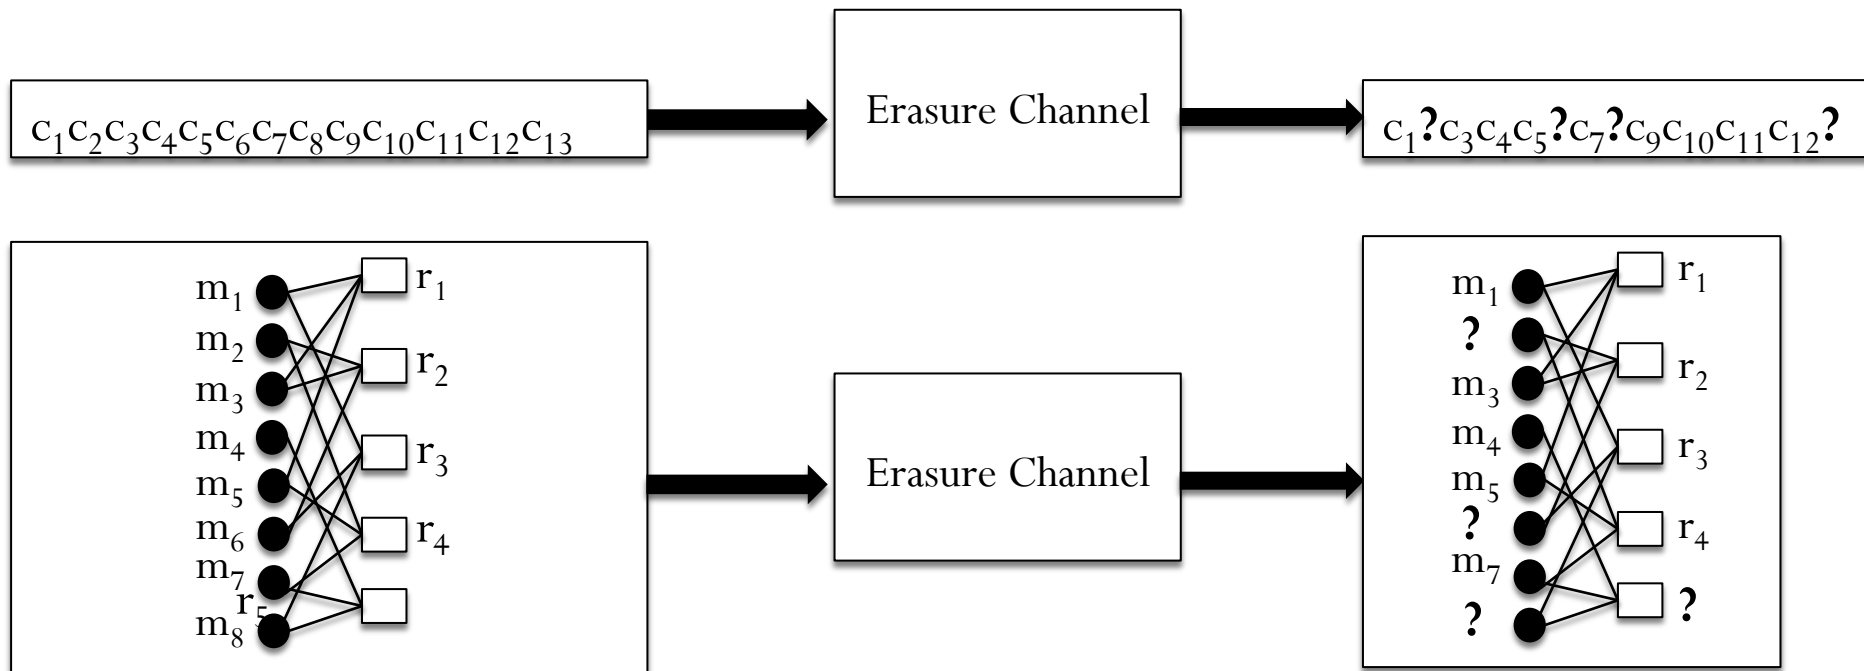 c₁c₂c₃c₄c₅c₆c₇c₈c₉c₁₀c₁₁c₁₂c₁₃
Erasure Channel
c₁?c₃c₄c₅?c₇?c₉c₁₀c₁₁c₁₂?
m₁
m₂
m₃
m₄
m₅
m₆
m₇
r₅
m₈
r₁
r₂
r₃
r₄
Erasure Channel
m₁
?
m₃
m₄
m₅
?
m₇
?
r₁
r₂
r₃
r₄
?